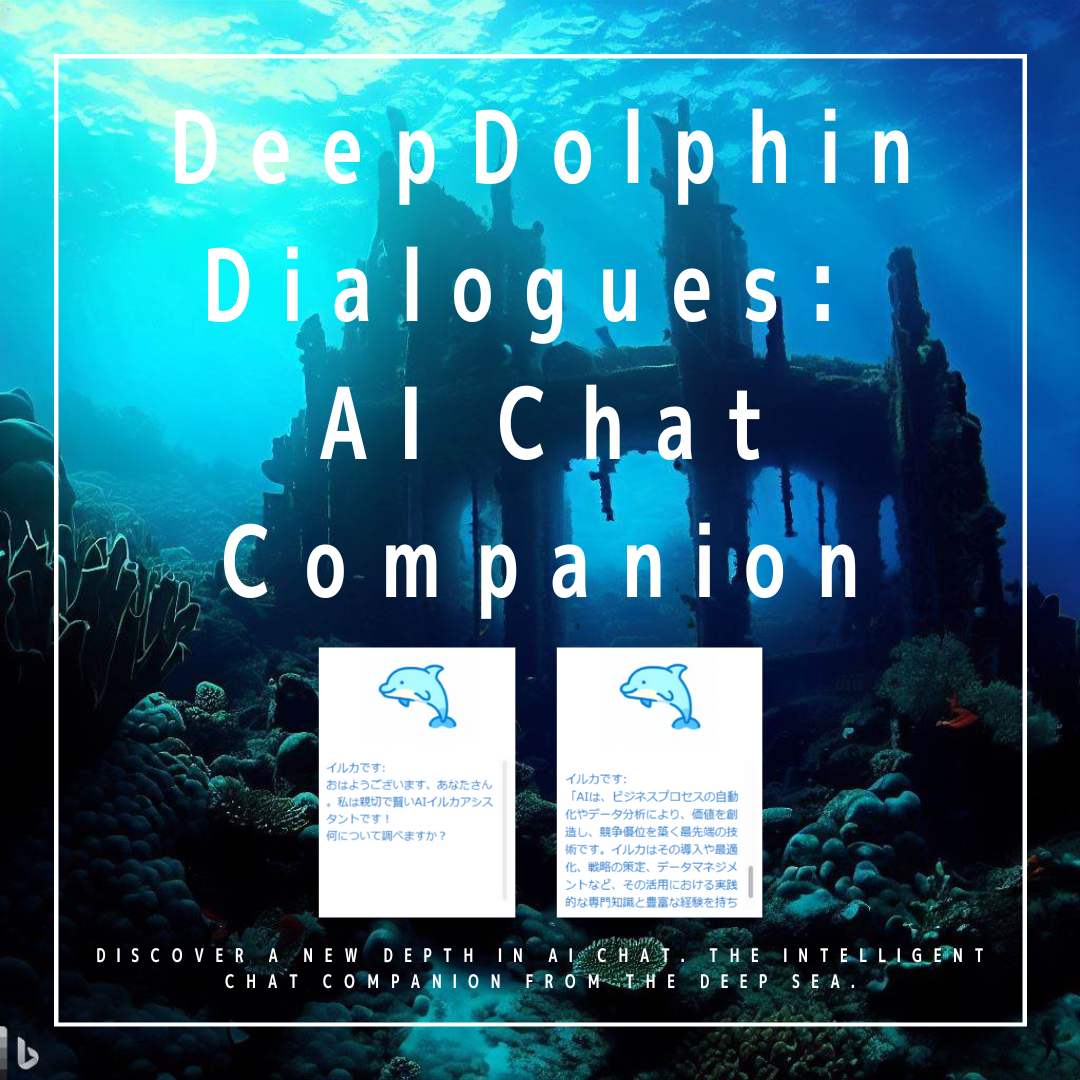 DeepDolphin
Dialogues:
AI Chat
Companion
イルカです:
おはようございます、あなたさん
。私は親切で賢いAIイルカアシス
タントです！
何について調べますか？
イルカです:
「AIは、ビジネスプロセスの自動
化やデータ分析により、価値を創
造し、競争優位を築く最先端の技
術です。イルカはその導入や最適
化、戦略の策定、データマネジメ
ントなど、その活用における実践
的な専門知識と豊富な経験を持ち
DISCOVER A NEW DEPTH IN AI CHAT. THE INTELLIGENT
CHAT COMPANION FROM THE DEEP SEA.